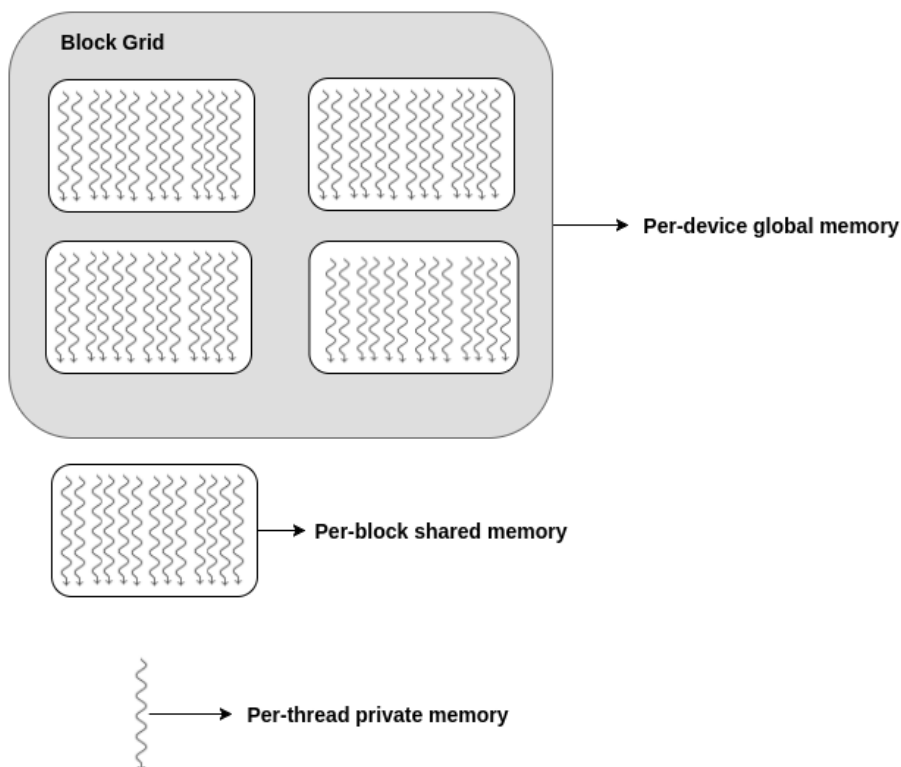 Block Grid
Per-device global memory
Per-block shared memory
Per-thread private memory